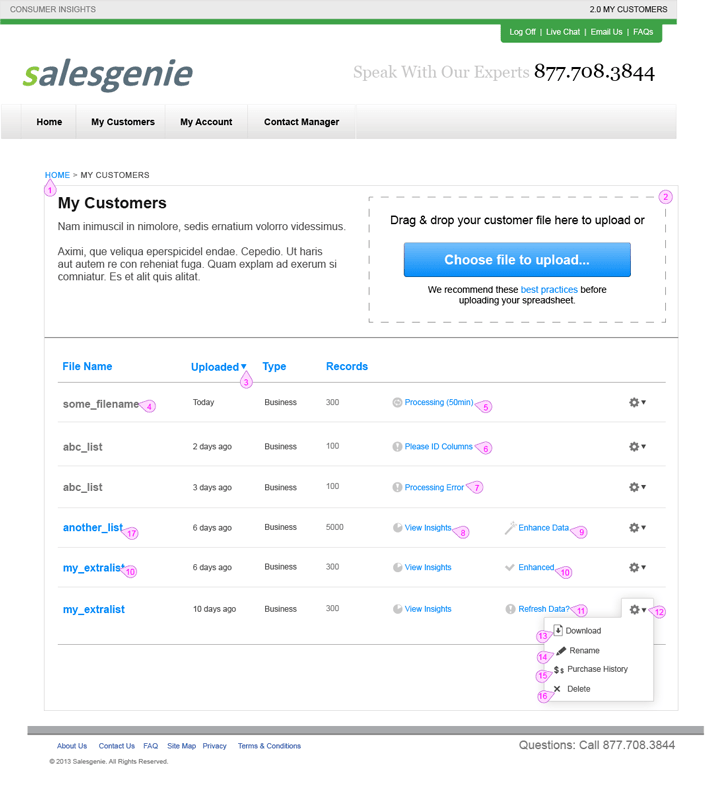 CONSUMER INSIGHTS 2.0 MY CUSTOMERS
Log Off | Live Chat | Email Us | FAQs
salesgenie
Speak With Our Experts 877.708.3844
Home My Customers My Account Contact Manager
HOME > MY CUSTOMERS
1
2
My Customers
Nam inimuscil in nimolore, sedis ernatium volorro videssimus.
Aximi, que veliqua eperspicidel endae. Cepedio. Ut haris
aut autem re con reheniat fuga. Quam explam ad exerum si
comniatur. Es et alit quis alitat.
Drag & drop your customer file here to upload or
Choose file to upload...
We recommend these best practices before
uploading your spreadsheet.
File Name Uploaded Type Records
3
some_filename 4 Today Business 300 Processing (50min) 5
abc_list 2 days ago Business 100 Please ID Columns 6
abc_list 3 days ago Business 100 Processing Error 7
another_list 17 6 days ago Business 5000 View Insights 8 Enhance Data 9
my_extralist 10 6 days ago Business 300 View Insights Enhanced 10
my_extralist 10 days ago Business 300 View Insights Refresh Data? 11 12
13 Download
14 Rename
15 $$ Purchase History
16 Delete
About Us Contact Us FAQ Site Map Privacy Terms & Conditions Questions: Call 877.708.3844
© 2013 Salesgenie. All Rights Reserved.